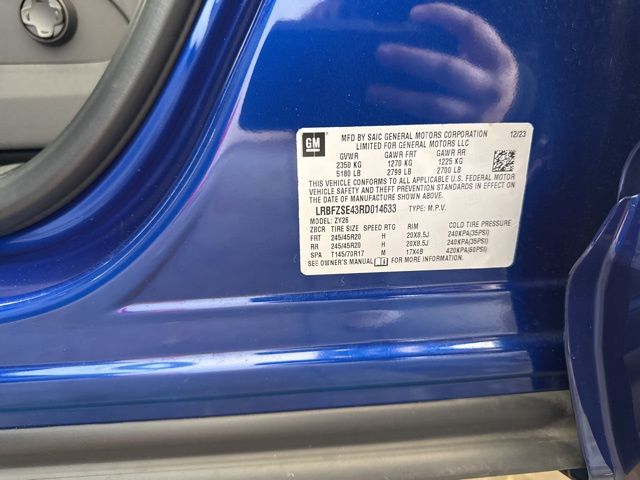 GM
MFD BY SAIC GENERAL MOTORS CORPORATION 12/23
LIMITED FOR GENERAL MOTORS LLC
GVWR GAWR FRT GAWR RR
2350 KG 1270 KG 1225 KG
5180 LB 2799 LB 2700 LB
THIS VEHICLE CONFORMS TO ALL APPLICABLE U.S. FEDERAL MOTOR
VEHICLE SAFETY AND THEFT PREVENTION STANDARDS IN EFFECT ON
THE DATE OF MANUFACTURE SHOWN ABOVE.
LRBFZSE43RD014633 TYPE: M.P.V.
MODEL: ZY26
ZBCR TIRE SIZE SPEED RTG RIM COLD TIRE PRESSURE
FRT 245/45R20 H 20X8.5J 240KPA(35PSI)
RR 245/45R20 H 20X8.5J 240KPA(35PSI)
SPA T145/70R17 M 17X4B 420KPA(60PSI)
SEE OWNER'S MANUAL FOR MORE INFORMATION.